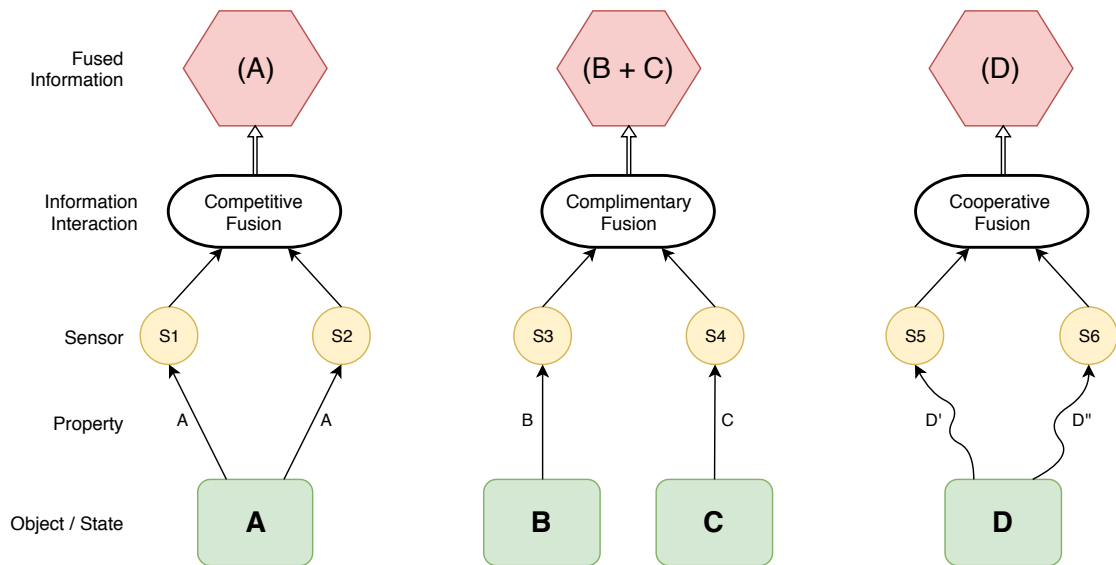 Fused
Information
(A)
(B + C)
(D)
Information
Interaction
Competitive
Fusion
Complimentary
Fusion
Cooperative
Fusion
Sensor
S1
S2
S3
S4
S5
S6
Property
A
A
B
C
D'
D"
Object / State
A
B
C
D